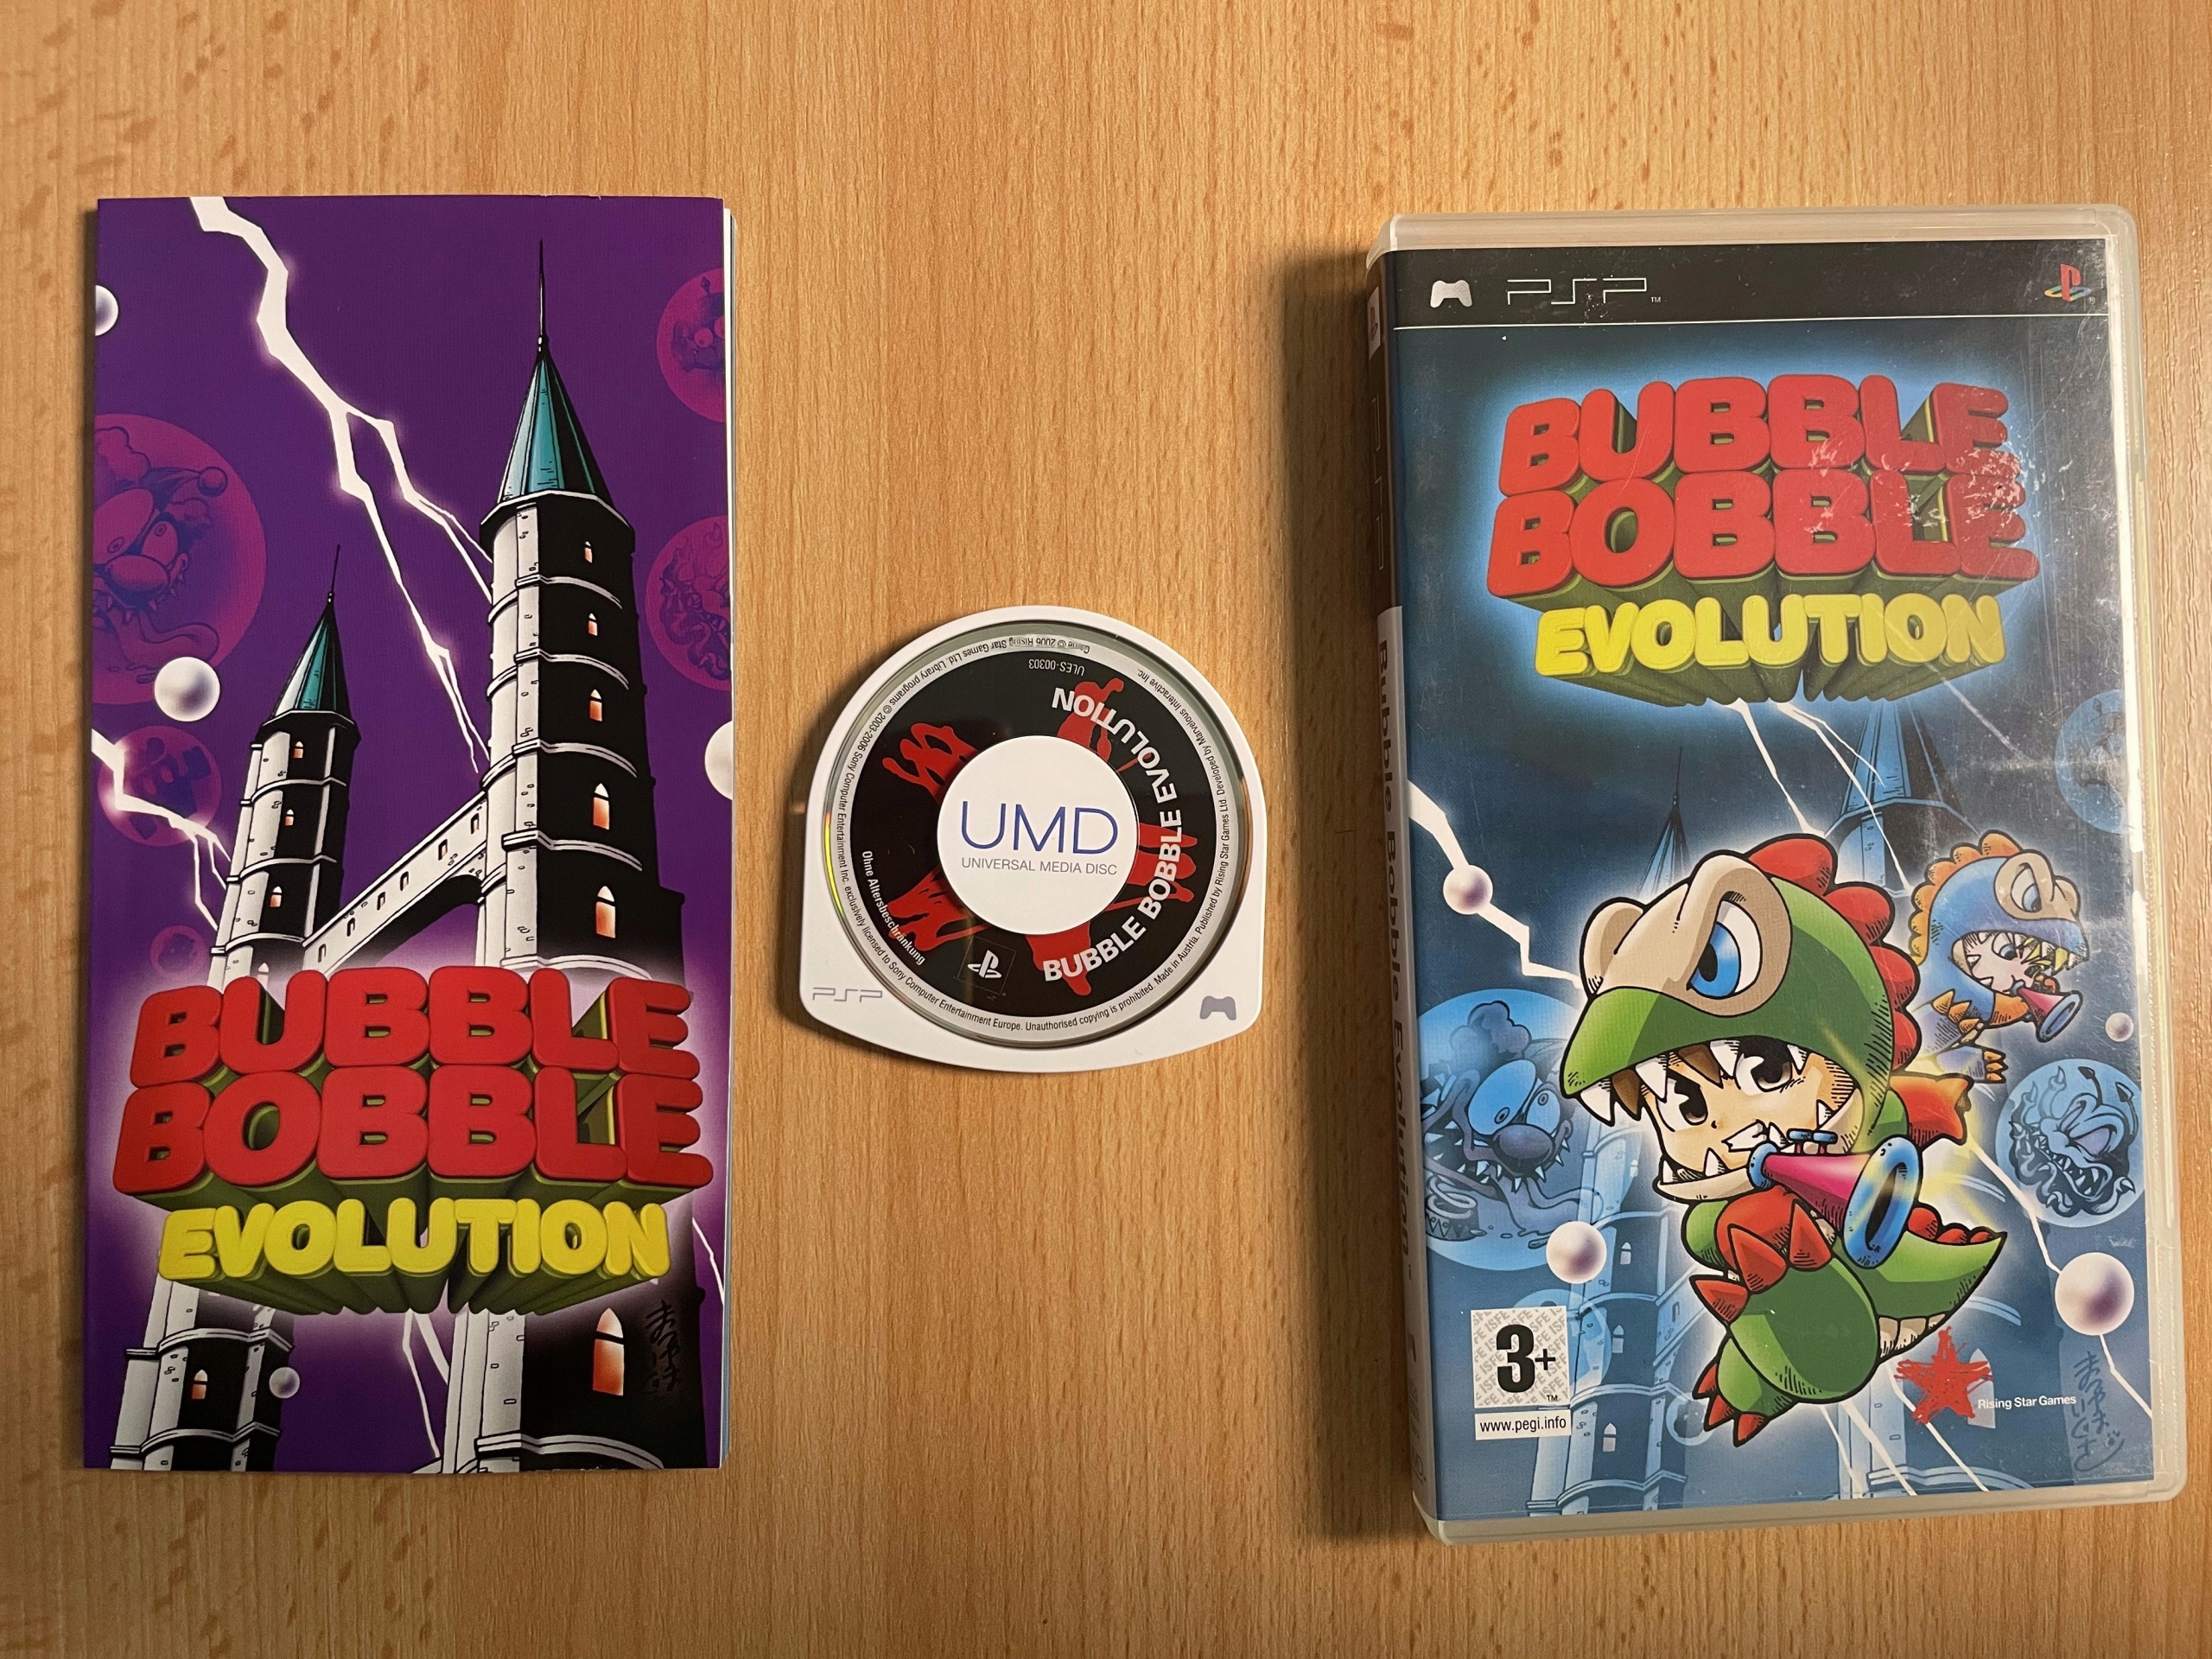 BUBBLE
BOBBLE
EVOLUTION
UMD
UNIVERSAL MEDIA DISC
BUBBLE BOBBLE EVOLUTION
ULES-00303
Ohne Altersbeschränkung
Game © 2006 Rising Star Games Ltd. Library programs © 2003-2006 Sony Computer Entertainment Inc. exclusively licensed to Sony Computer Entertainment Europe. Unauthorised copying is prohibited. Made in Austria. Published by Rising Star Games Ltd. Developed by Marvelous Interactive Inc.
PSP
PSP™
BUBBLE
BOBBLE
EVOLUTION
Bubble Bobble Evolution™
3+™
www.pegi.info
Rising Star Games